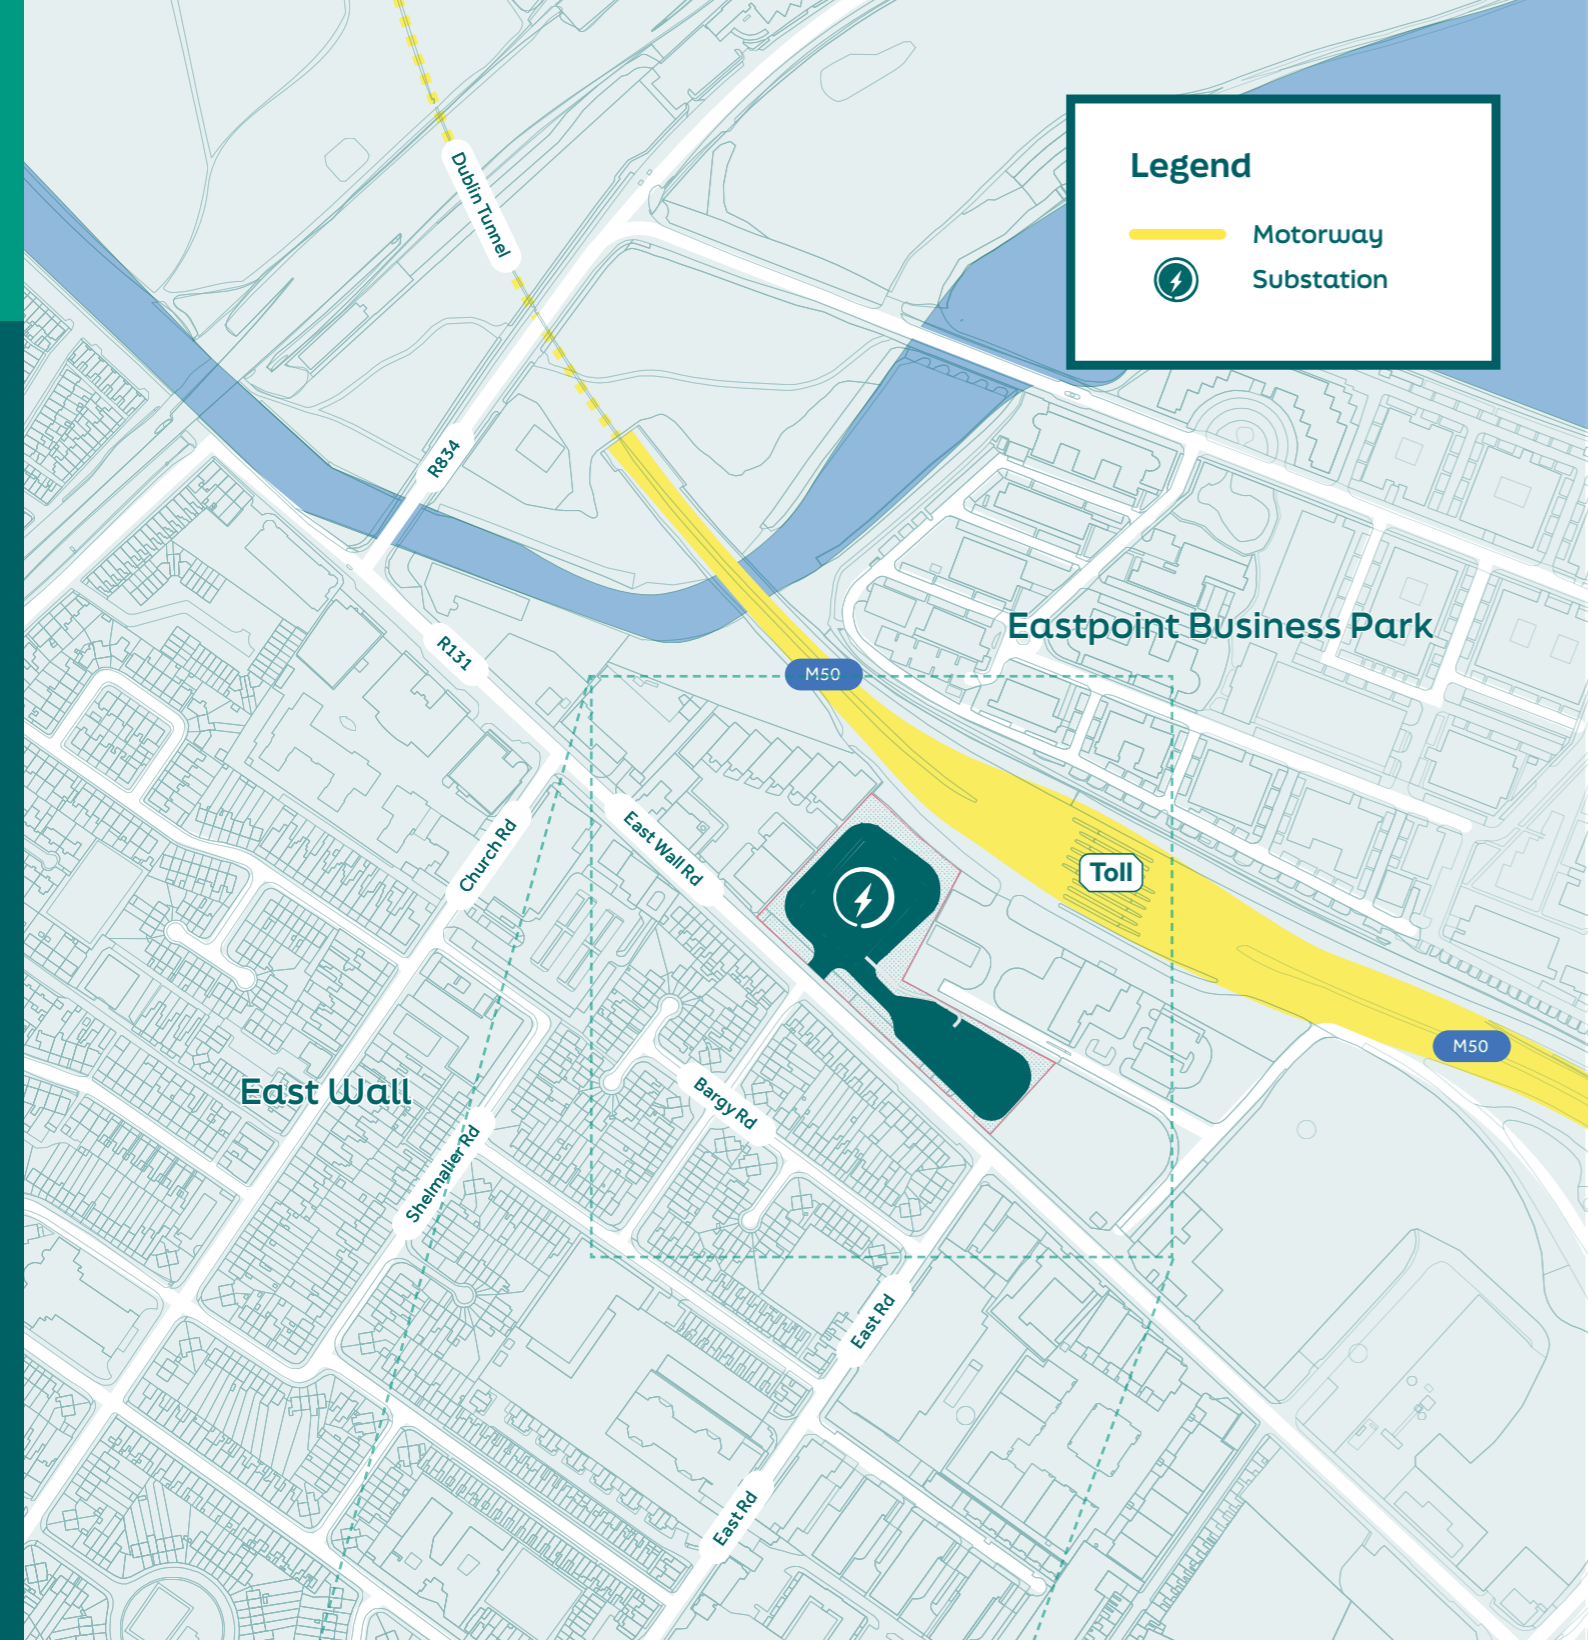 Dublin Tunnel
Legend
Motorway
Substation
R834
R131
Eastpoint Business Park
M50
Church Rd
East Wall Rd
Toll
M50
East Wall
Bargy Rd
Shelmalier Rd
East Rd
East Rd